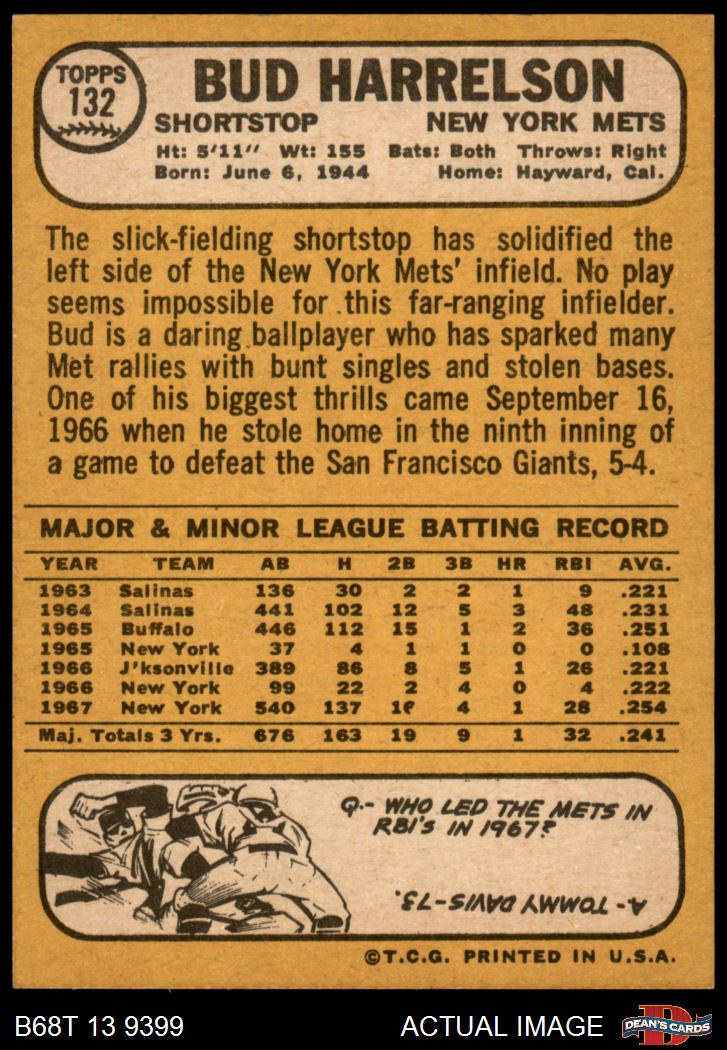 TOPPS
132
BUD HARRELSON
SHORTSTOP NEW YORK METS
Ht: 5'11" Wt: 155 Bats: Both Throws: Right
Born: June 6, 1944 Home: Hayward, Cal.
The slick-fielding shortstop has solidified the
left side of the New York Mets' infield. No play
seems impossible for this far-ranging infielder.
Bud is a daring ballplayer who has sparked many
Met rallies with bunt singles and stolen bases.
One of his biggest thrills came September 16,
1966 when he stole home in the ninth inning of
a game to defeat the San Francisco Giants, 5-4.
MAJOR & MINOR LEAGUE BATTING RECORD
YEAR TEAM AB H 2B 3B HR RBI AVG.
1963 Salinas 136 30 2 2 1 9 .221
1964 Salinas 441 102 12 5 3 48 .231
1965 Buffalo 446 112 15 1 2 36 .251
1965 New York 37 4 1 1 0 0 .108
1966 J'ksonville 389 86 8 5 1 26 .221
1966 New York 99 22 2 4 0 4 .222
1967 New York 540 137 4 1 28 .254
Maj. Totals 3 Yrs. 676 163 19 9 1 32 .241
Q.- WHO LED THE METS IN
RBI'S IN 1967?
A- TOMMY DAVIS-73.
©T.C.G. PRINTED IN U.S.A.
B68T 13 9399 ACTUAL IMAGE
D
DEAN'S CARDS